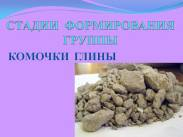 СТАДИИ ФОРМИРОВАНИЯ
ГРУППЫ
КОМОЧКИ ГЛИНЫ